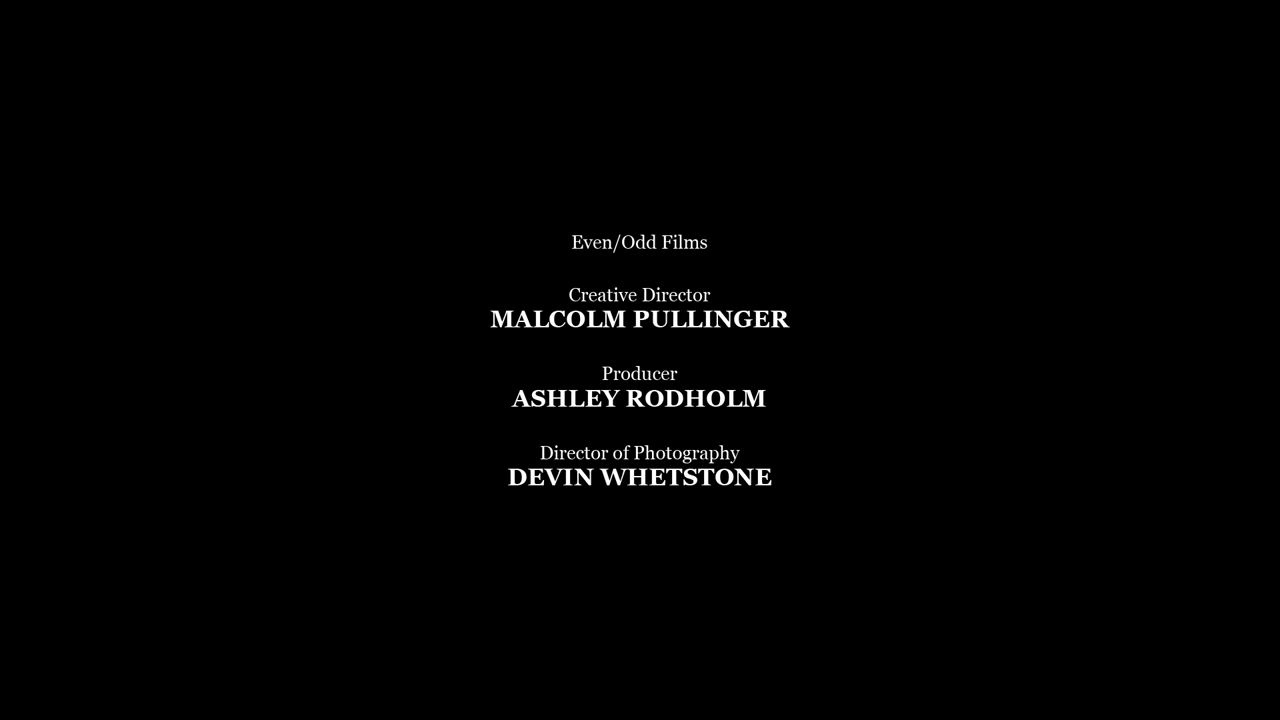 Even/Odd Films
Creative Director
MALCOLM PULLINGER
Producer
ASHLEY RODHOLM
Director of Photography
DEVIN WHETSTONE